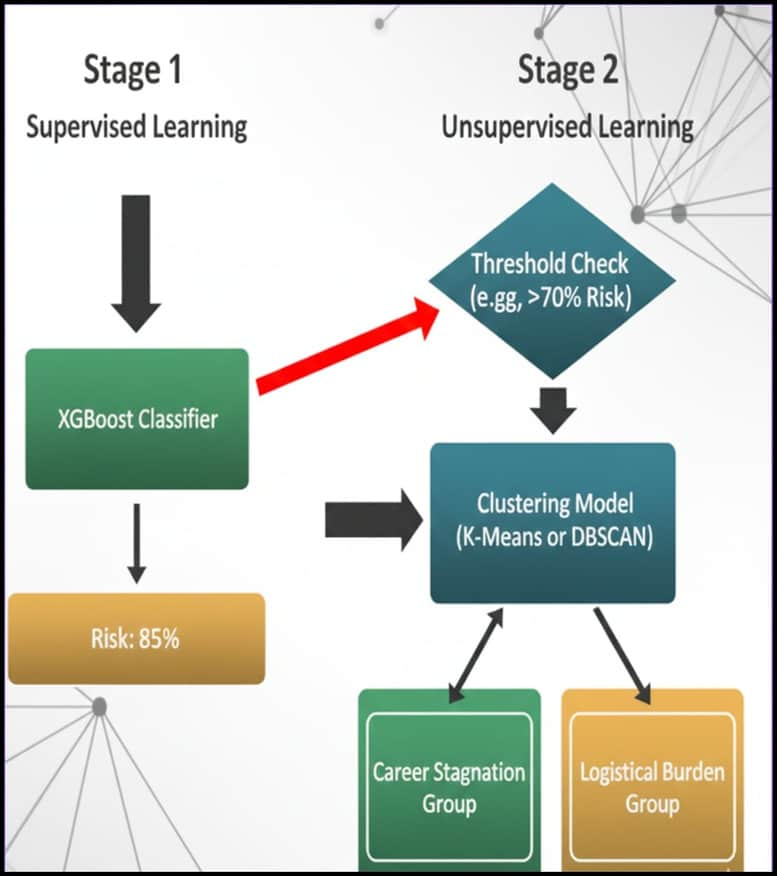 Stage 1
Supervised Learning
XGBoost Classifier
Risk: 85%
Stage 2
Unsupervised Learning
Threshold Check
(e.gg, >70% Risk)
Clustering Model
(K-Means or DBSCAN)
Career Stagnation
Group
Logistical Burden
Group